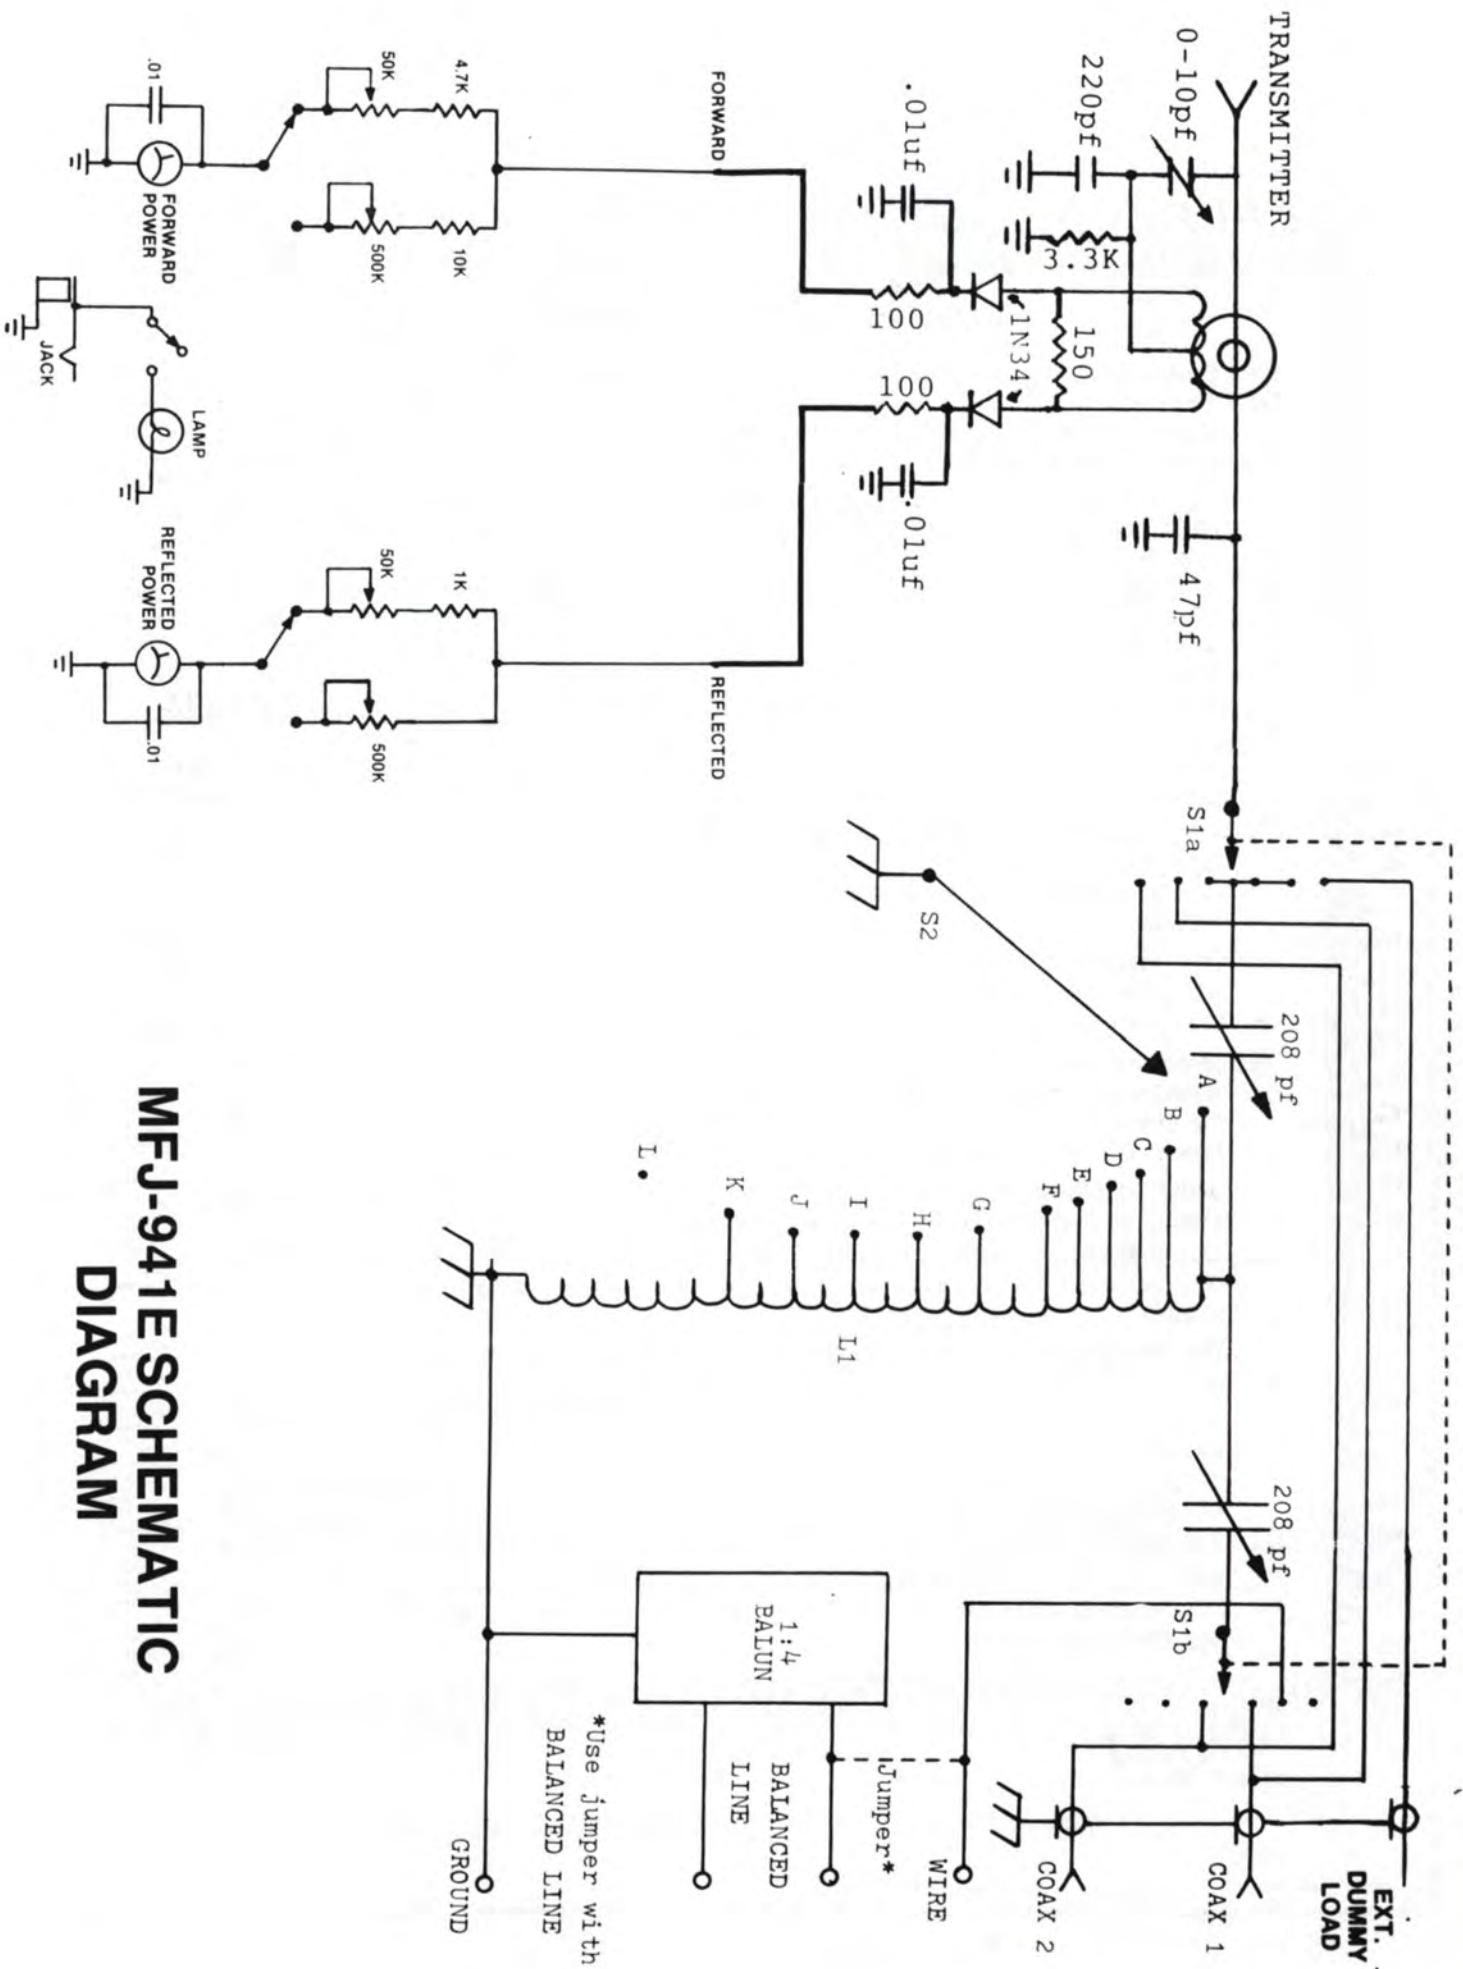 TRANSMITTER
0-10pf
220pf
3.3K
.01uf
100
1N34
150
100
.01uf
47pf
FORWARD
4.7K
50K
10K
500K
.01
FORWARD
POWER
JACK
LAMP
REFLECTED
1K
50K
500K
REFLECTED
POWER
.01
S1a
S2
208 pf
A
B
C
D
E
F
G
H
I
J
K
L
L1
208 pf
S1b
1:4
BALUN
EXT.
DUMMY
LOAD
COAX 1
COAX 2
WIRE
Jumper*
BALANCED
LINE
*Use jumper with
BALANCED LINE
GROUND
MFJ-941E SCHEMATIC
DIAGRAM